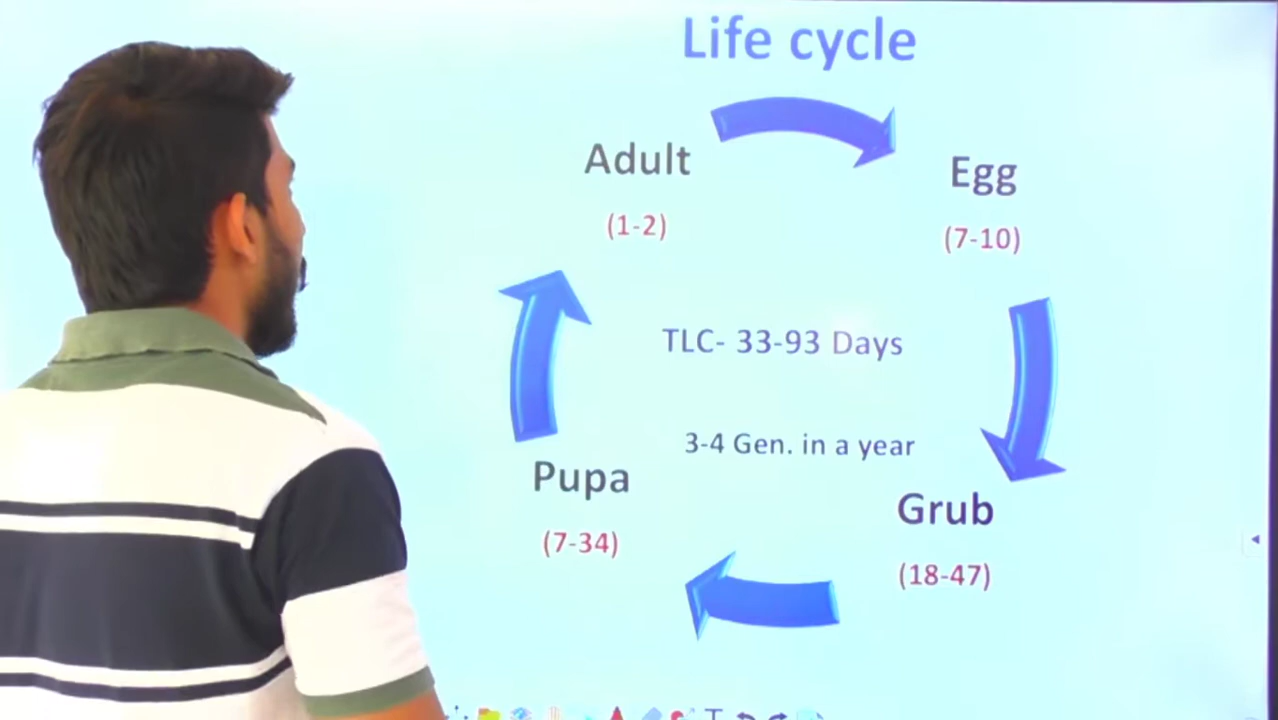 Life cycle
Adult
(1-2)
Egg
(7-10)
TLC- 33-93 Days
3-4 Gen. in a year
Grub
(18-47)
Pupa
(7-34)